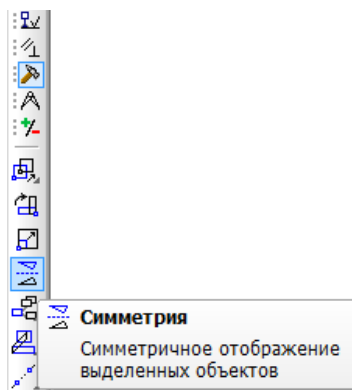 Симметрия
Симметричное отображение
выделенных объектов